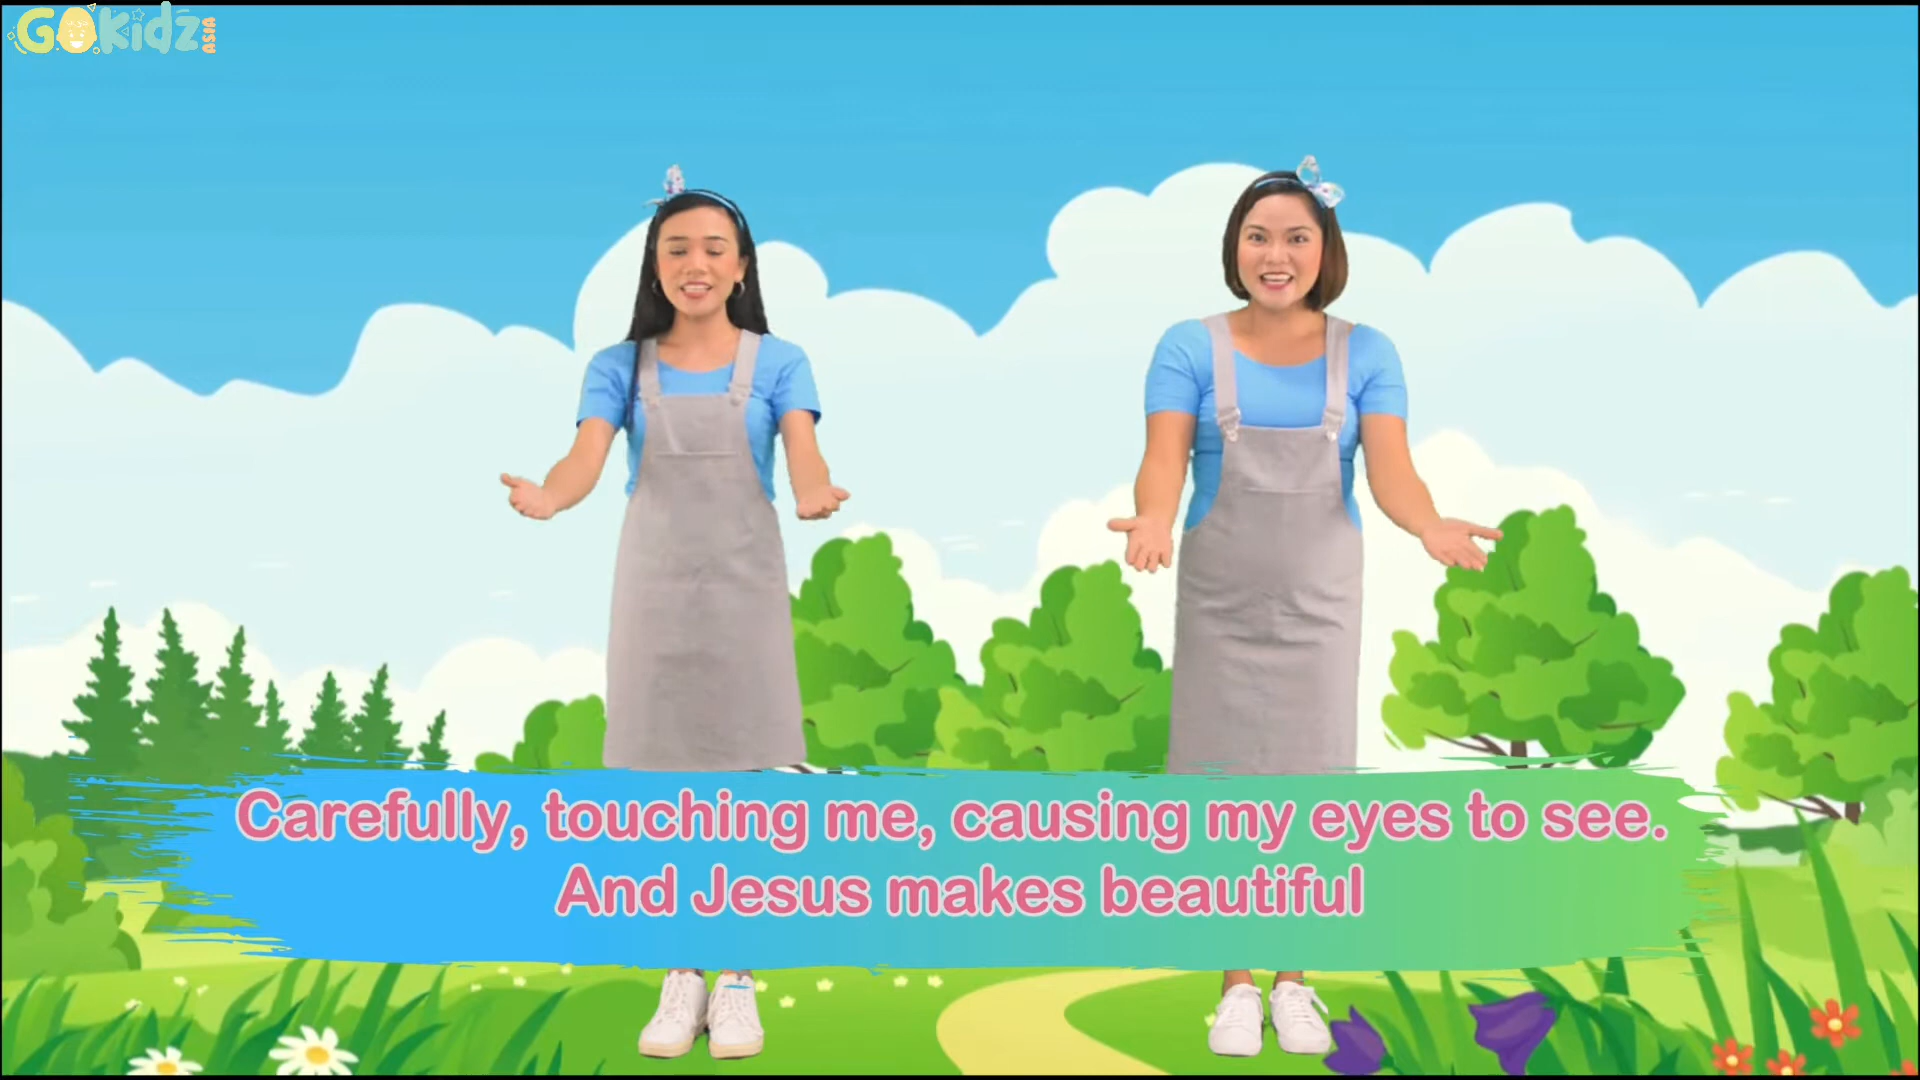 GOKidz ASIA
Carefully, touching me, causing my eyes to see.
And Jesus makes beautiful